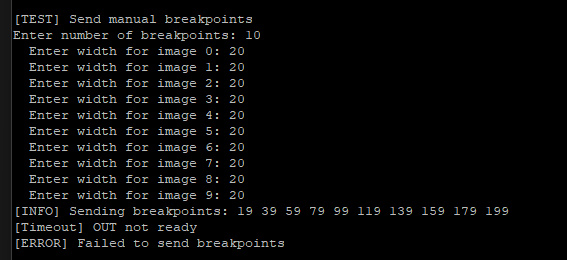 [TEST] Send manual breakpoints
Enter number of breakpoints: 10
Enter width for image 0: 20
Enter width for image 1: 20
Enter width for image 2: 20
Enter width for image 3: 20
Enter width for image 4: 20
Enter width for image 5: 20
Enter width for image 6: 20
Enter width for image 7: 20
Enter width for image 8: 20
Enter width for image 9: 20
[INFO] Sending breakpoints: 19 39 59 79 99 119 139 159 179 199
[Timeout] OUT not ready
[ERROR] Failed to send breakpoints